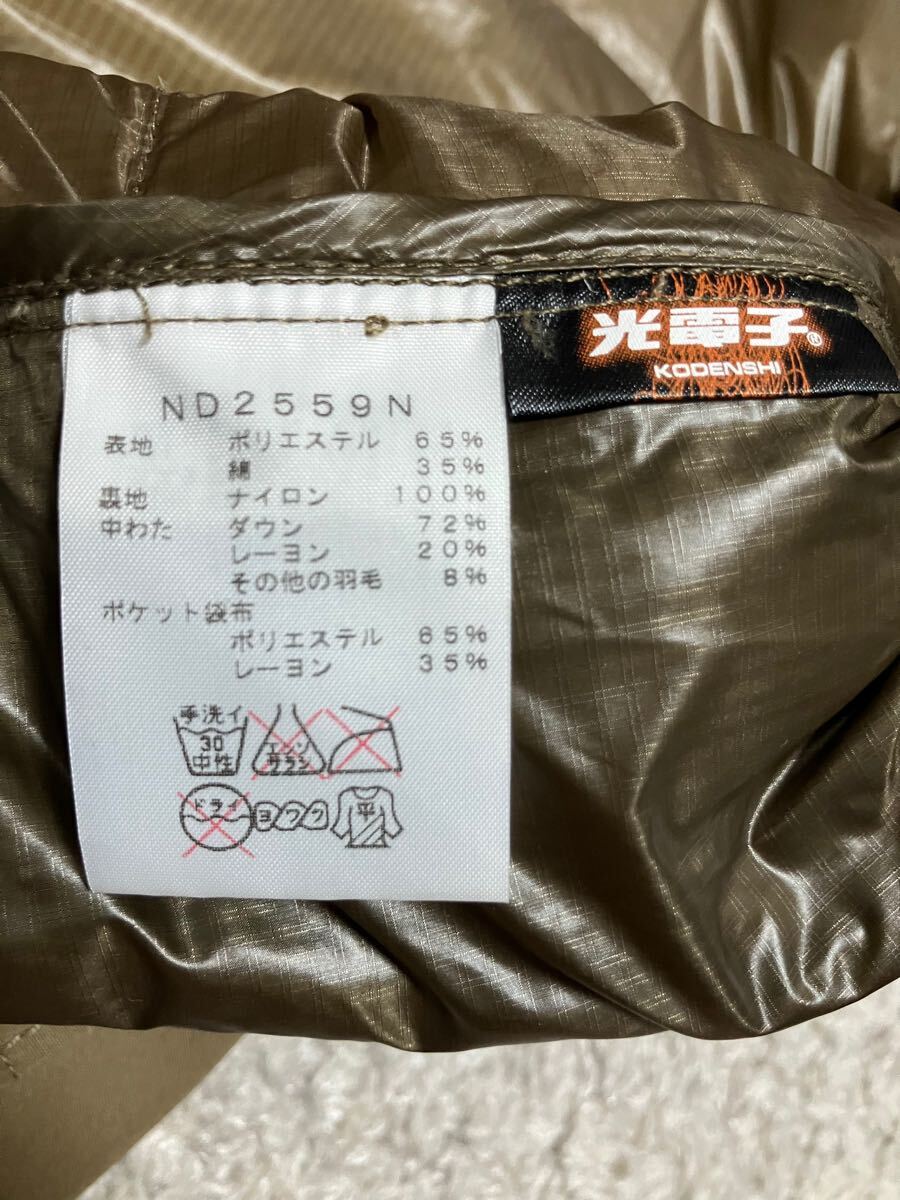 光電子®
KODENSHI
ND2559N
表地 ポリエステル 65%
綿 35%
裏地 ナイロン 100%
中わた ダウン 72%
レーヨン 20%
その他の羽毛 8%
ポケット袋布
ポリエステル 65%
レーヨン 35%
手洗イ
30
中性
エンソ
サラシ
ドライ
ヨワク
平